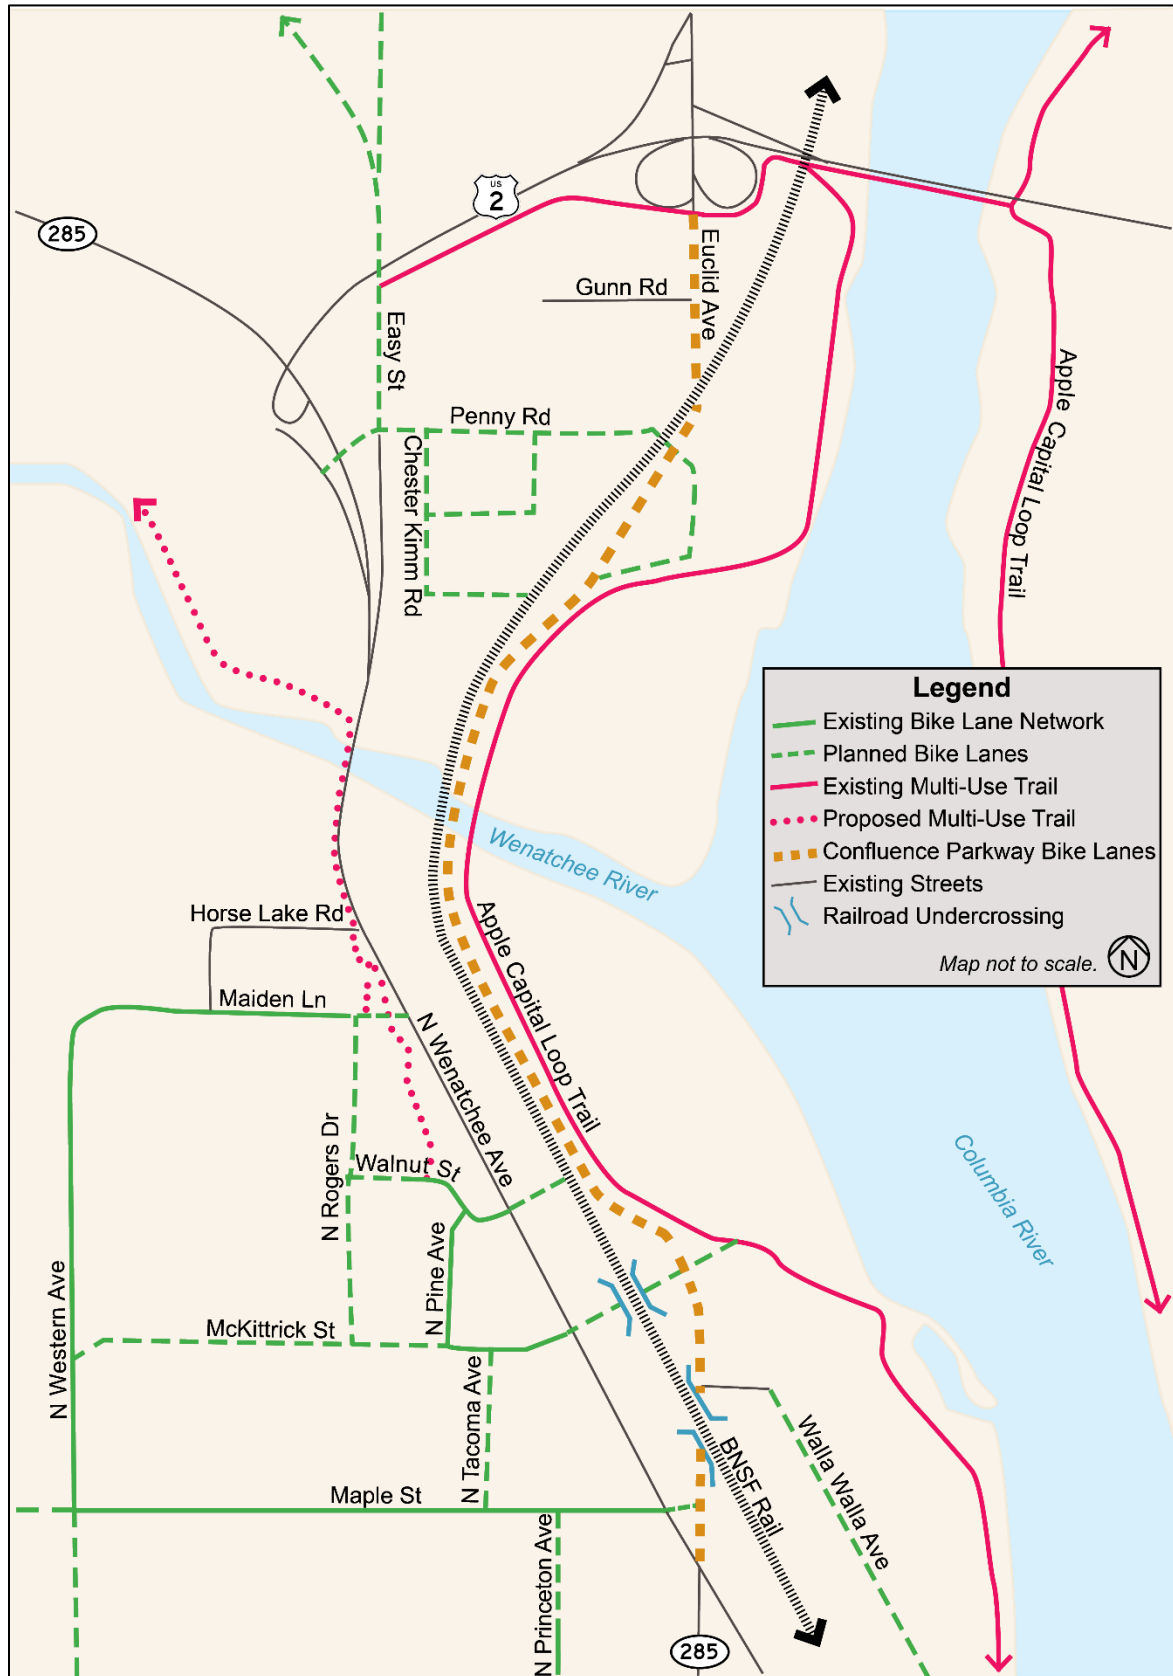 US
2
285
Euclid Ave
Gunn Rd
Easy St
Penny Rd
Chester Kimm Rd
Apple Capital Loop Trail
Legend
Existing Bike Lane Network
Planned Bike Lanes
Existing Multi-Use Trail
Proposed Multi-Use Trail
Confluence Parkway Bike Lanes
Existing Streets
Railroad Undercrossing
Map not to scale.
N
Wenatchee River
Horse Lake Rd
Apple Capital Loop Trail
Maiden Ln
N Wenatchee Ave
N Rogers Dr
Walnut St
Columbia River
N Pine Ave
N Western Ave
McKittrick St
N Tacoma Ave
Walla Walla Ave
BNSF Rail
Maple St
N Princeton Ave
285